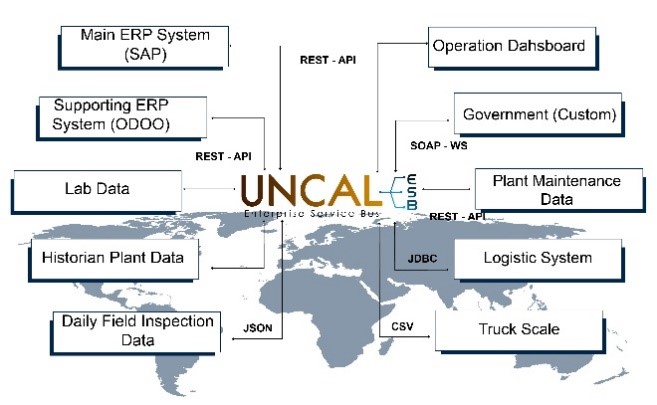 Main ERP System
(SAP)
REST - API
Operation Dahsboard
Supporting ERP
System (ODOO)
REST - API
Government (Custom)
SOAP - WS
Lab Data
UNCAL
ESB
Enterprise Service Bus
Plant Maintenance
Data
REST - API
Historian Plant Data
JDBC
Logistic System
Daily Field Inspection
Data
JSON
CSV
Truck Scale